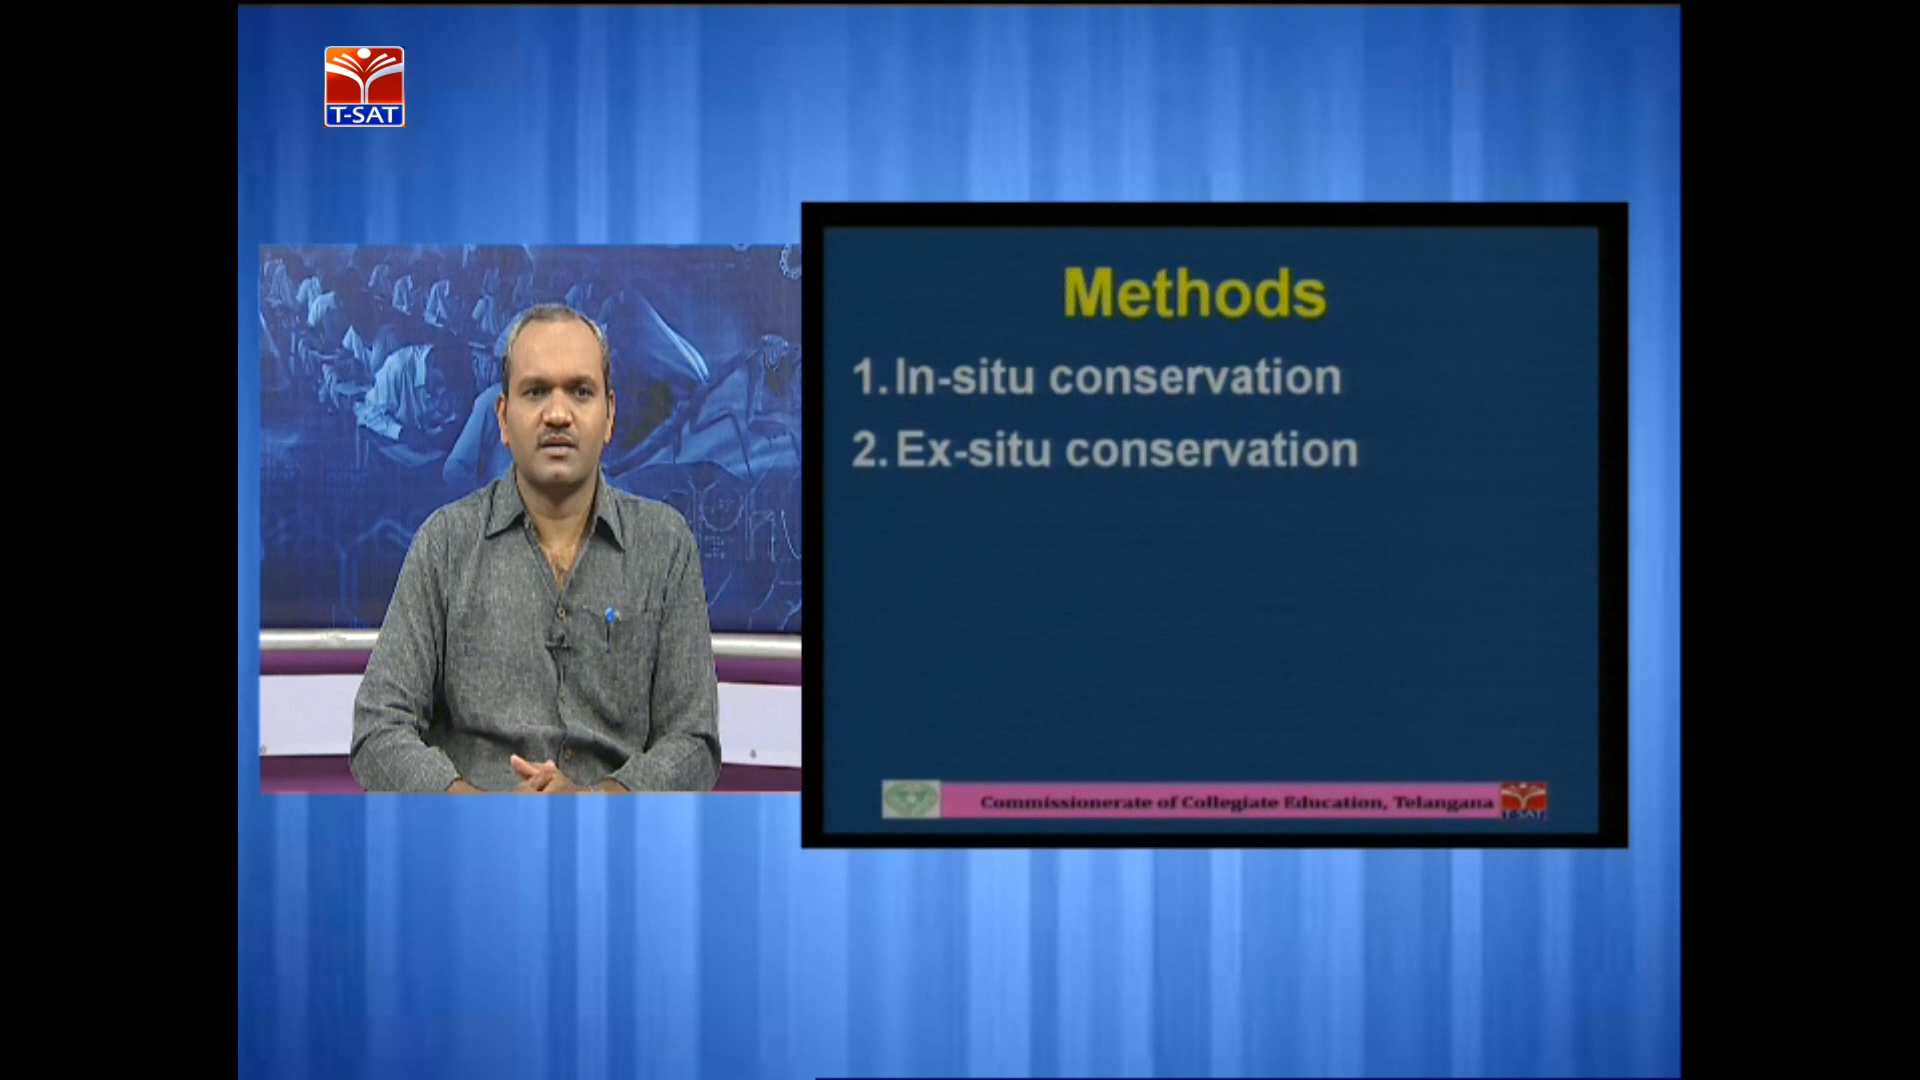 T-SAT
Methods
1. In-situ conservation
2. Ex-situ conservation
Commissionerate of Collegiate Education, Telangana
T-SAT